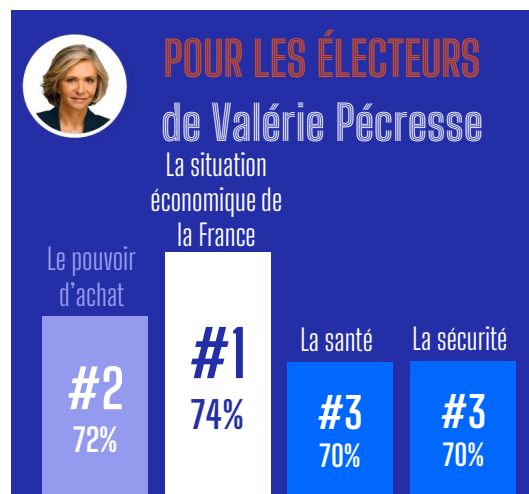 POUR LES ÉLECTEURS
de Valérie Pécresse
La situation
économique de
la France
Le pouvoir
d'achat
La santé
La sécurité
#2
72%
#1
74%
#3
70%
#3
70%